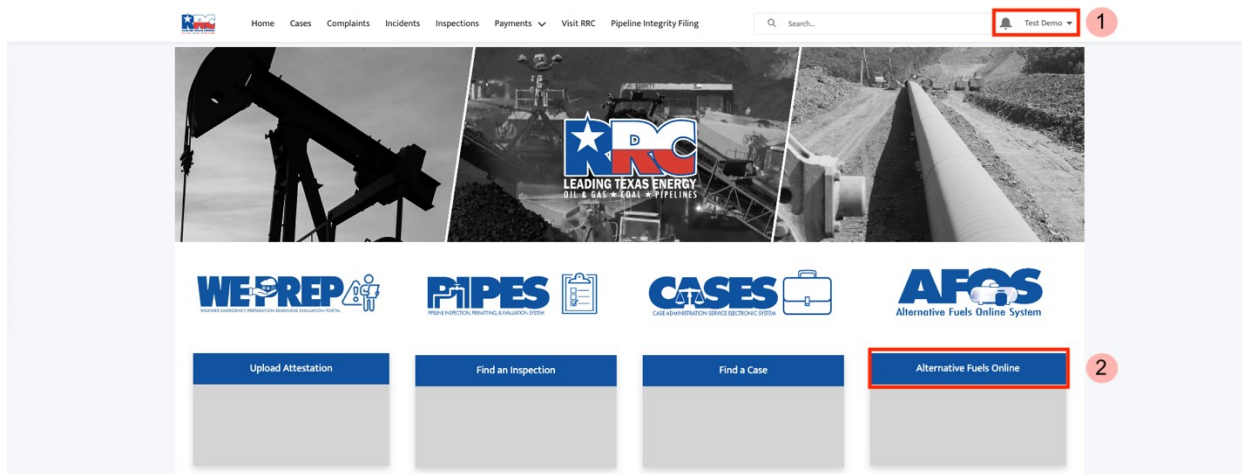 RRC
Home Cases Complaints Incidents Inspections Payments Visit RRC Pipeline Integrity Filing Search... Test Demo 1
RRC
LEADING TEXAS ENERGY
OIL & GAS ★ COAL ★ PIPELINES
WE PREP
WEATHER EMERGENCY PREPARATION READINESS EVALUATION PORTAL
PIPES
PIPELINE INSPECTION, PERMITTING, & EVALUATION SYSTEM
CASES
CASE ADMINISTRATION SERVICE ELECTRONIC SYSTEM
AFOS
Alternative Fuels Online System
Upload Attestation Find an Inspection Find a Case Alternative Fuels Online 2